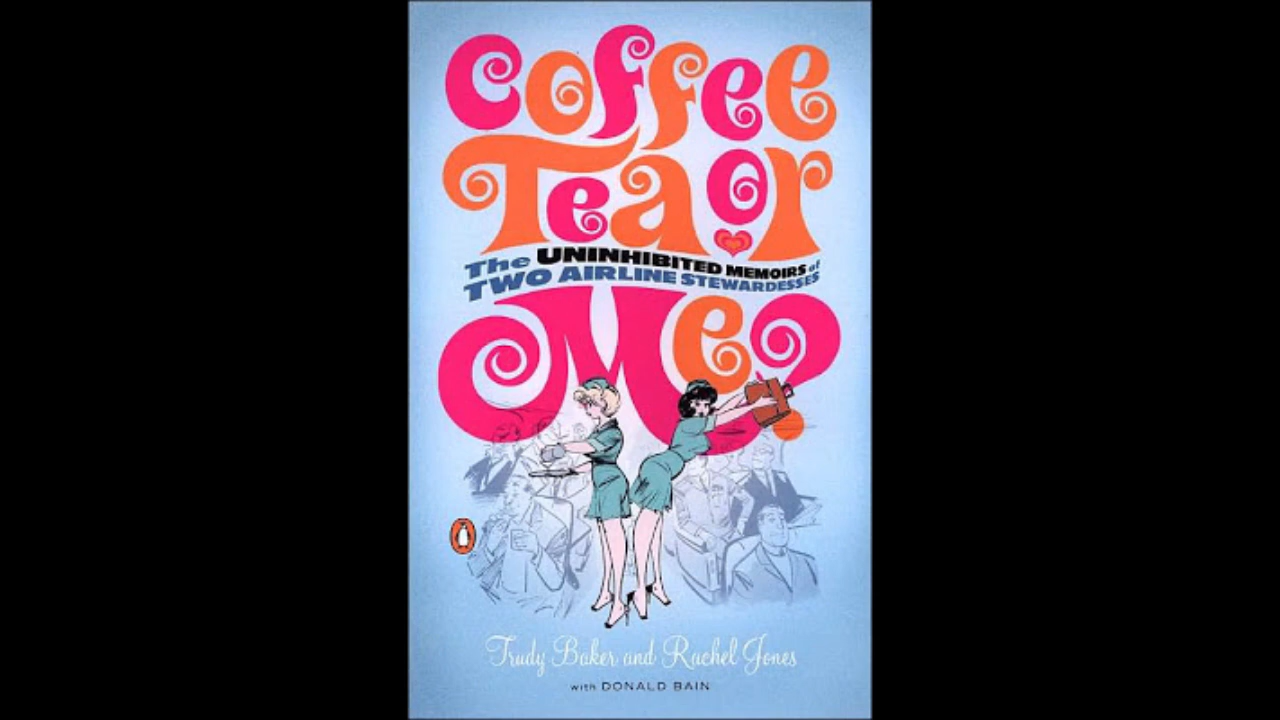 Coffee
Tea or
The UNINHIBITED MEMOIRS of
TWO AIRLINE STEWARDESSES
Me?
Trudy Baker and Rachel Jones
with DONALD BAIN